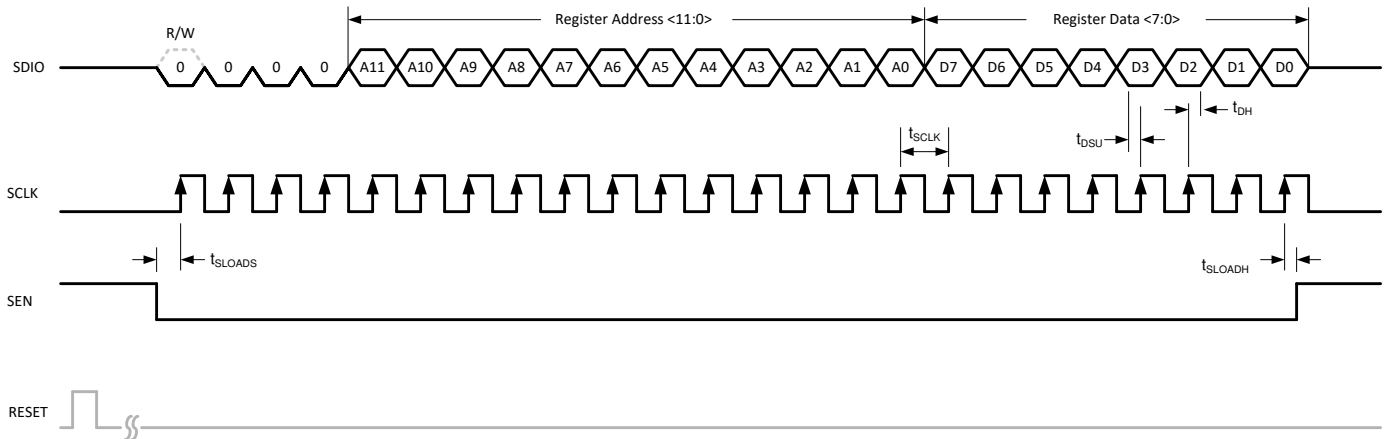 Register Address <11:0>
Register Data <7:0>
R/W
SDIO
0 0 0 0 A11 A10 A9 A8 A7 A6 A5 A4 A3 A2 A1 A0 D7 D6 D5 D4 D3 D2 D1 D0
tDH
tSCLK
tDSU
SCLK
tSLOADS
tSLOADH
SEN
RESET